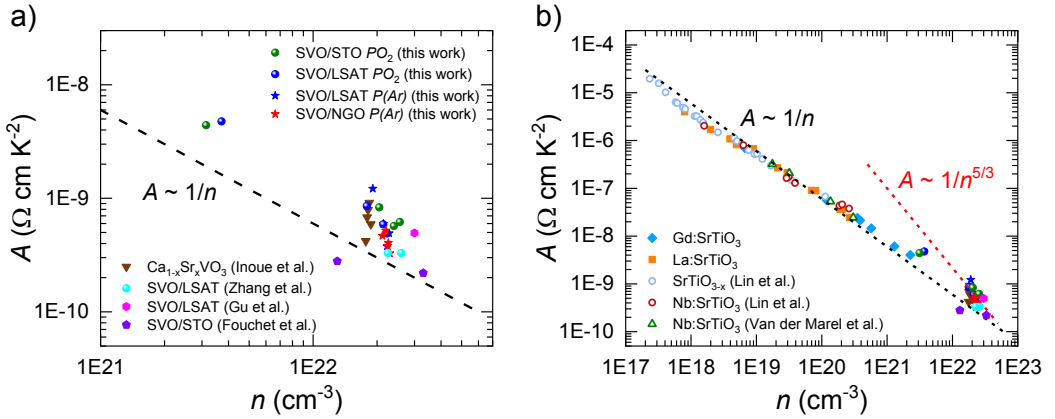 a)
SVO/STO PO₂ (this work)
SVO/LSAT PO₂ (this work)
SVO/LSAT P(Ar) (this work)
SVO/NGO P(Ar) (this work)
1E-8
1E-9
1E-10
A (Ω cm K⁻²)
A ~ 1/n
Ca₁₋ₓSrₓVO₃ (Inoue et al.)
SVO/LSAT (Zhang et al.)
SVO/LSAT (Gu et al.)
SVO/STO (Fouchet et al.)
1E21
1E22
n (cm⁻³)
b)
1E-4
1E-5
1E-6
1E-7
1E-8
1E-9
1E-10
A (Ω cm K⁻²)
A ~ 1/n
A ~ 1/n⁵ᐟ³
Gd:SrTiO₃
La:SrTiO₃
SrTiO₃₋ₓ (Lin et al.)
Nb:SrTiO₃ (Lin et al.)
Nb:SrTiO₃ (Van der Marel et al.)
1E17 1E18 1E19 1E20 1E21 1E22 1E23
n (cm⁻³)